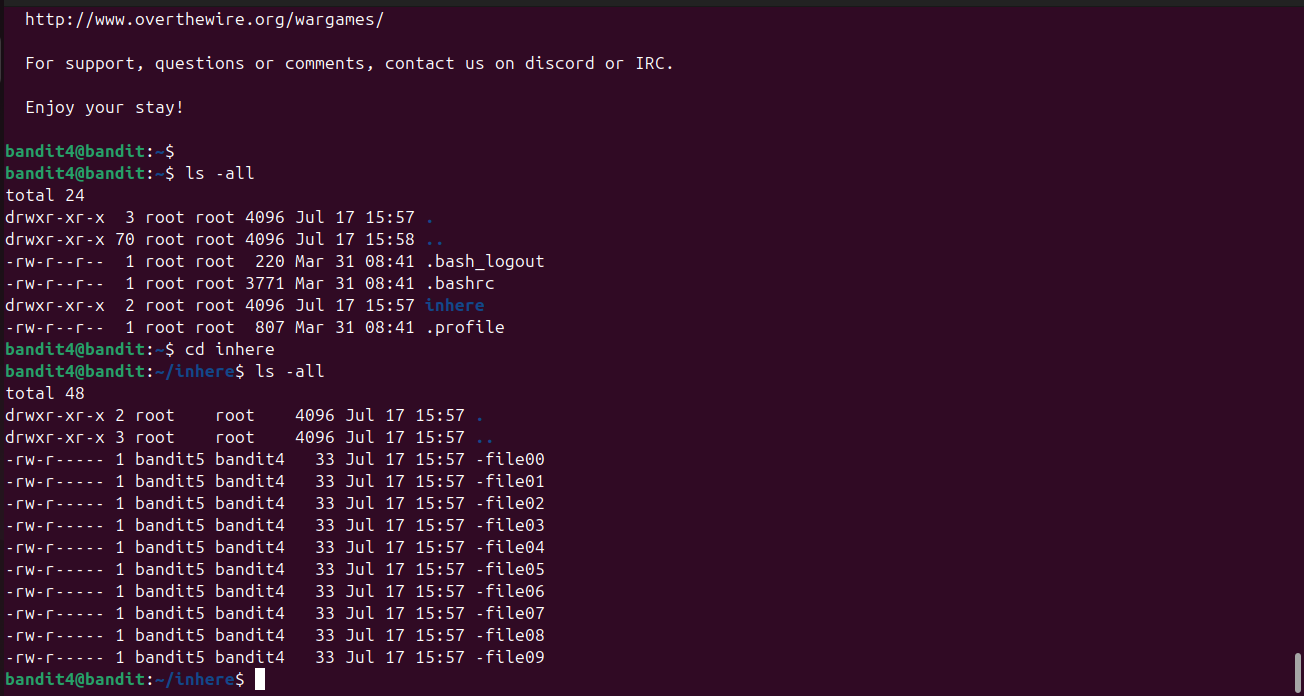 http://www.overthewire.org/wargames/
For support, questions or comments, contact us on discord or IRC.
Enjoy your stay!
bandit4@bandit:~$
bandit4@bandit:~$ ls -all
total 24
drwxr-xr-x  3 root root 4096 Jul 17 15:57 .
drwxr-xr-x 70 root root 4096 Jul 17 15:58 ..
-rw-r--r--  1 root root  220 Mar 31 08:41 .bash_logout
-rw-r--r--  1 root root 3771 Mar 31 08:41 .bashrc
drwxr-xr-x  2 root root 4096 Jul 17 15:57 inhere
-rw-r--r--  1 root root  807 Mar 31 08:41 .profile
bandit4@bandit:~$ cd inhere
bandit4@bandit:~/inhere$ ls -all
total 48
drwxr-xr-x 2 root    root    4096 Jul 17 15:57 .
drwxr-xr-x 3 root    root    4096 Jul 17 15:57 ..
-rw-r----- 1 bandit5 bandit4   33 Jul 17 15:57 -file00
-rw-r----- 1 bandit5 bandit4   33 Jul 17 15:57 -file01
-rw-r----- 1 bandit5 bandit4   33 Jul 17 15:57 -file02
-rw-r----- 1 bandit5 bandit4   33 Jul 17 15:57 -file03
-rw-r----- 1 bandit5 bandit4   33 Jul 17 15:57 -file04
-rw-r----- 1 bandit5 bandit4   33 Jul 17 15:57 -file05
-rw-r----- 1 bandit5 bandit4   33 Jul 17 15:57 -file06
-rw-r----- 1 bandit5 bandit4   33 Jul 17 15:57 -file07
-rw-r----- 1 bandit5 bandit4   33 Jul 17 15:57 -file08
-rw-r----- 1 bandit5 bandit4   33 Jul 17 15:57 -file09
bandit4@bandit:~/inhere$